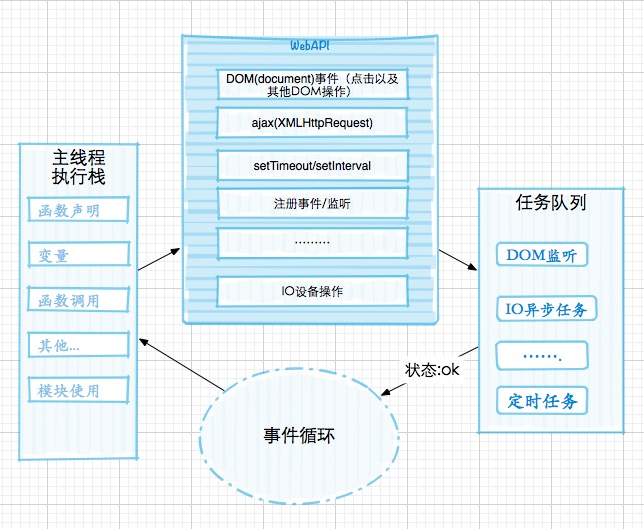 WebAPI
DOM(document)事件（点击以及
其他DOM操作）
ajax(XMLHttpRequest)
setTimeout/setInterval
注册事件/监听
.........
IO设备操作
主线程
执行栈
函数声明
变量
函数调用
其他...
模块使用
任务队列
DOM监听
IO异步任务
.......
定时任务
状态:ok
事件循环